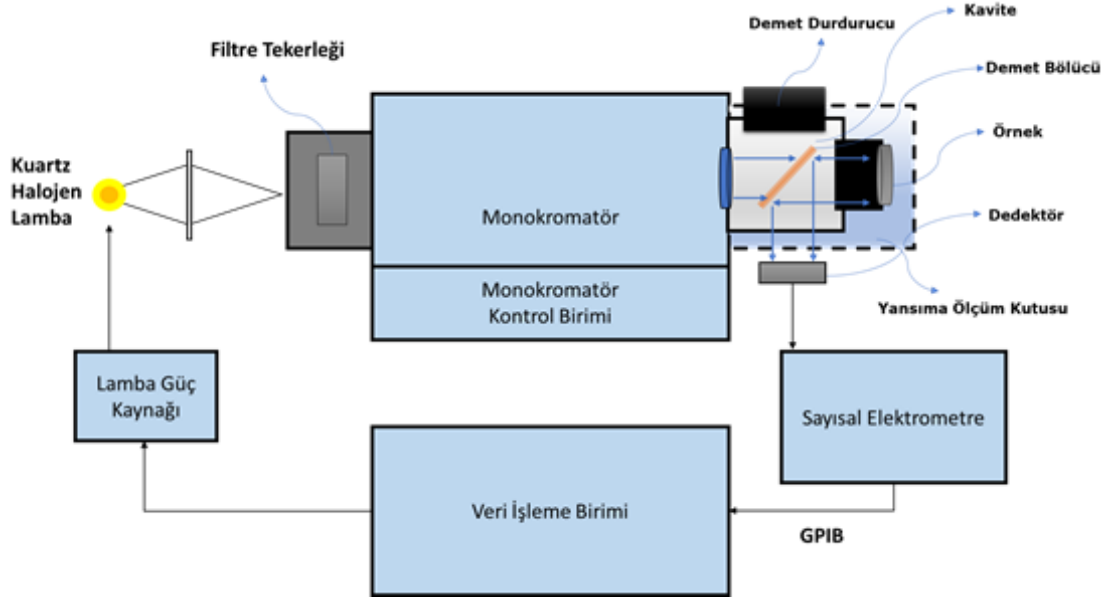 Demet Durdurucu
Kavite
Filtre Tekerleği
Demet Bölücü
Örnek
Kuartz
Halojen
Lamba
Monokromatör
Dedektör
Monokromatör
Kontrol Birimi
Yansıma Ölçüm Kutusu
Lamba Güç
Kaynağı
Sayısal Elektrometre
Veri İşleme Birimi
GPIB